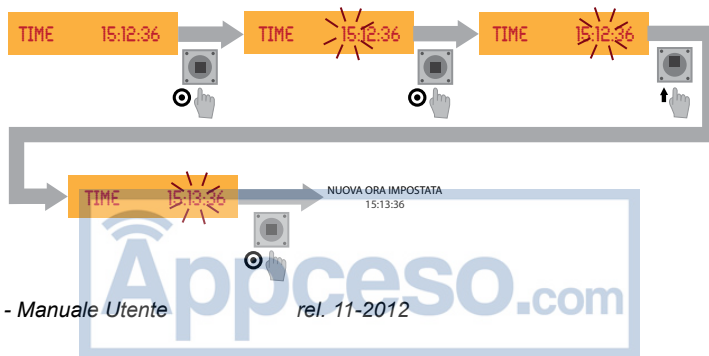 TIME 15:12:36
TIME 15:12:36
TIME 15:12:36
TIME 15:13:36
NUOVA ORA IMPOSTATA
15:13:36
Appceso.com
- Manuale Utente rel. 11-2012